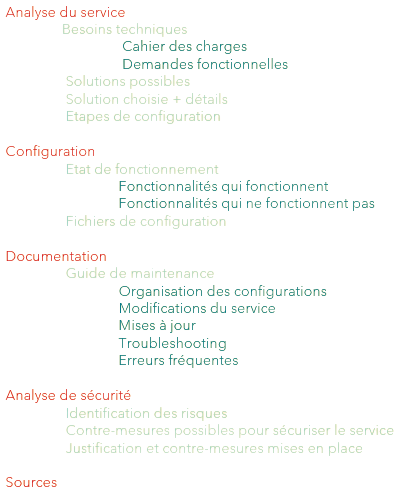 Analyse du service
Besoins techniques
Cahier des charges
Demandes fonctionnelles
Solutions possibles
Solution choisie + détails
Etapes de configuration
Configuration
Etat de fonctionnement
Fonctionnalités qui fonctionnent
Fonctionnalités qui ne fonctionnent pas
Fichiers de configuration
Documentation
Guide de maintenance
Organisation des configurations
Modifications du service
Mises à jour
Troubleshooting
Erreurs fréquentes
Analyse de sécurité
Identification des risques
Contre-mesures possibles pour sécuriser le service
Justification et contre-mesures mises en place
Sources